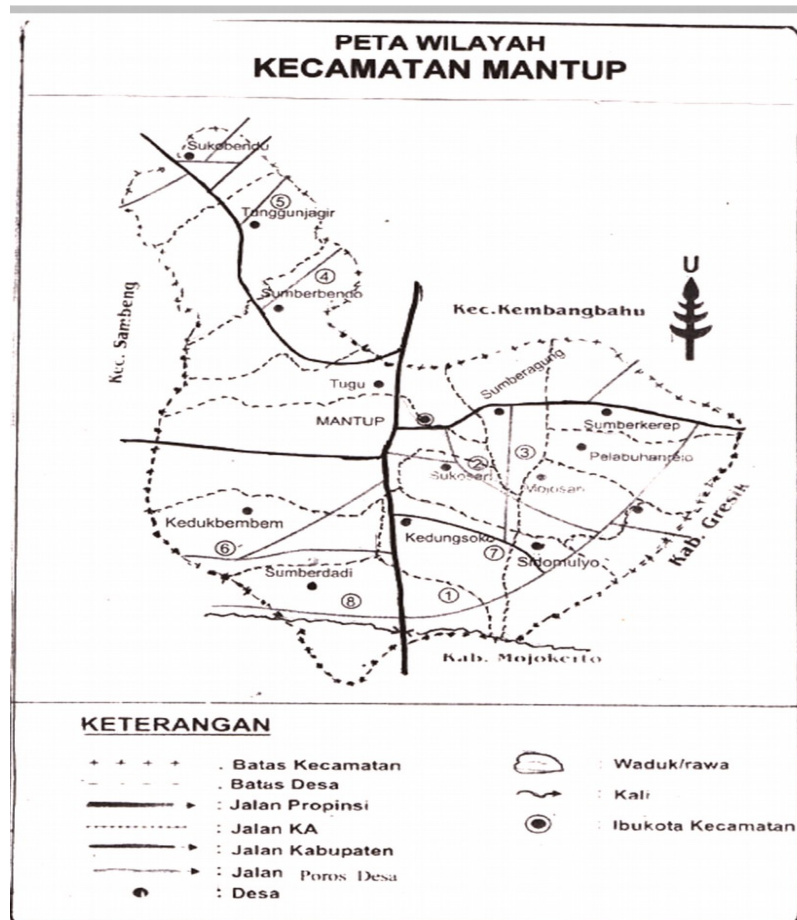 PETA WILAYAH
KECAMATAN MANTUP
Sukobendu
5
Tunggunjagir
4
Sumberbendo
Kec. Sambeng
U
Kec.Kembangbahu
Sumberagung
Tugu
MANTUP
Sumberkerep
3
2
Pelabuhanrejo
Sukosari
Mojosari
Kedukbembem
Kedungsoko
Kab. Gresik
6
7
Sidomulyo
Sumberdadi
8
1
Kab. Mojokerto
KETERANGAN
. Batas Kecamatan
. Batas Desa
: Jalan Propinsi
: Jalan KA
: Jalan Kabupaten
: Jalan Poros Desa
: Desa
: Waduk/rawa
: Kali
: Ibukota Kecamatan